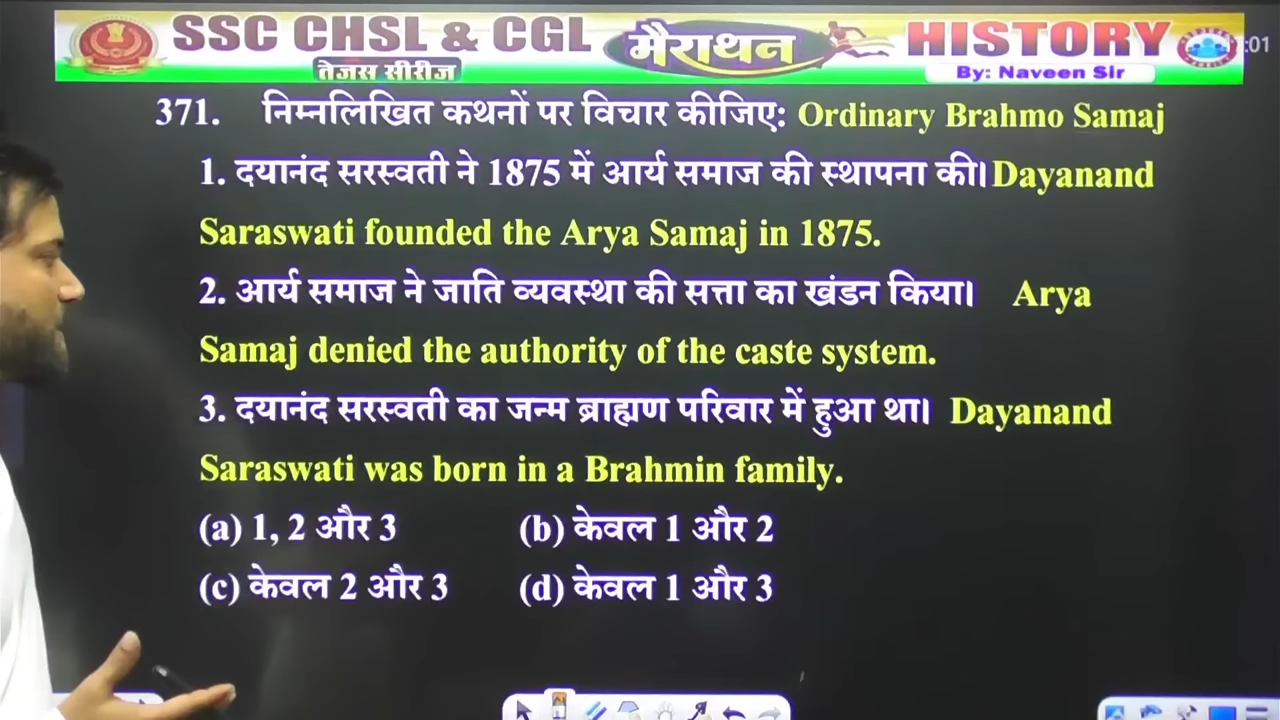 SSC CHSL & CGL मैराथन HISTORY :01
तेजस सीरीज By: Naveen Sir
371. निम्नलिखित कथनों पर विचार कीजिए: Ordinary Brahmo Samaj
1. दयानंद सरस्वती ने 1875 में आर्य समाज की स्थापना की। Dayanand
Saraswati founded the Arya Samaj in 1875.
2. आर्य समाज ने जाति व्यवस्था की सत्ता का खंडन किया। Arya
Samaj denied the authority of the caste system.
3. दयानंद सरस्वती का जन्म ब्राह्मण परिवार में हुआ था। Dayanand
Saraswati was born in a Brahmin family.
(a) 1, 2 और 3 (b) केवल 1 और 2
(c) केवल 2 और 3 (d) केवल 1 और 3